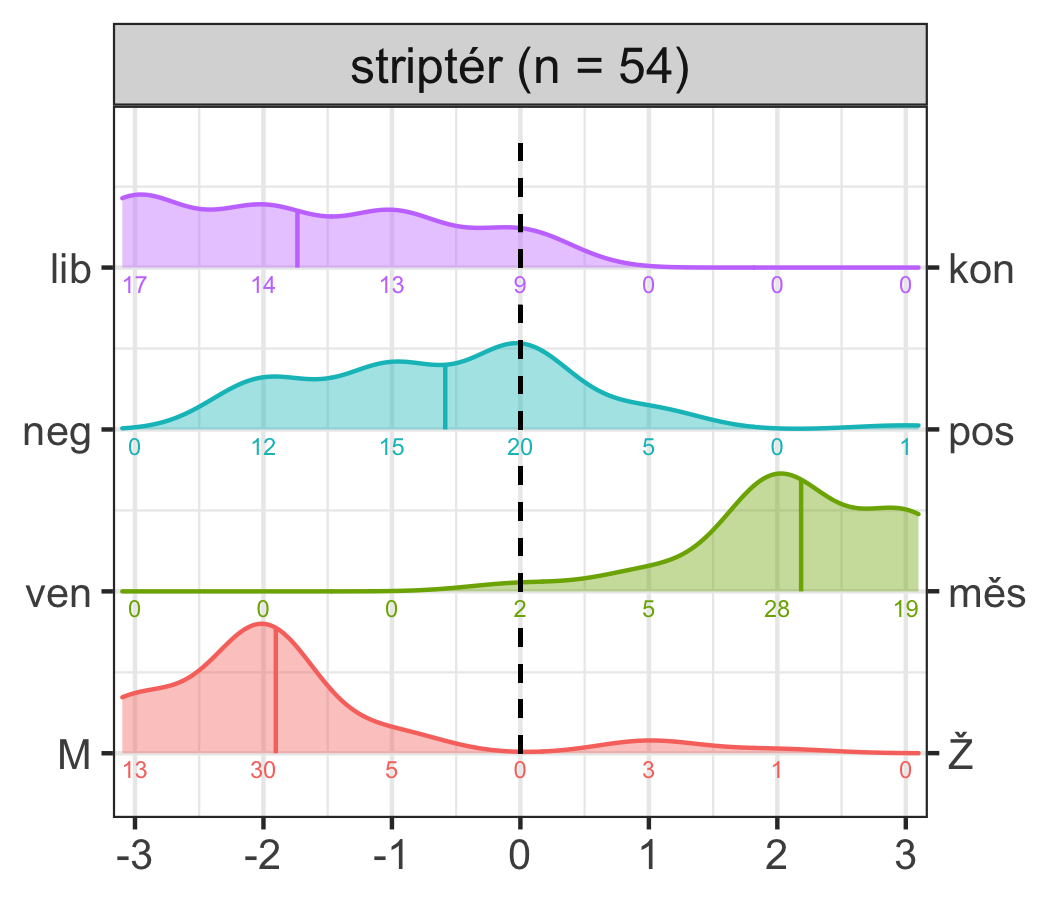 striptér (n = 54)
lib kon
17 14 13 9 0 0 0
neg pos
0 12 15 20 5 0 1
ven měs
0 0 0 2 5 28 19
M Ž
13 30 5 0 3 1 0
-3 -2 -1 0 1 2 3